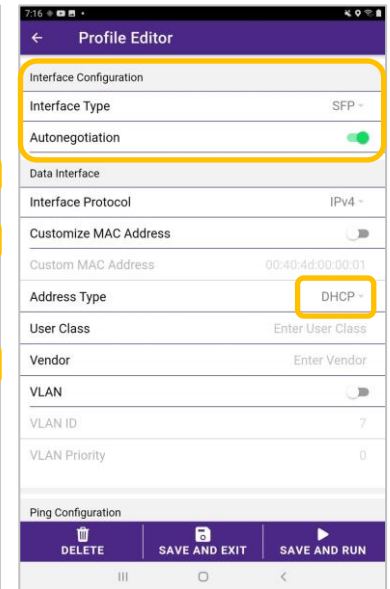 7:16
Profile Editor
Interface Configuration
Interface Type SFP
Autonegotiation
Data Interface
Interface Protocol IPv4
Customize MAC Address
Custom MAC Address 00:40:4d:00:00:01
Address Type DHCP
User Class Enter User Class
Vendor Enter Vendor
VLAN
VLAN ID 7
VLAN Priority 0
Ping Configuration
DELETE SAVE AND EXIT SAVE AND RUN